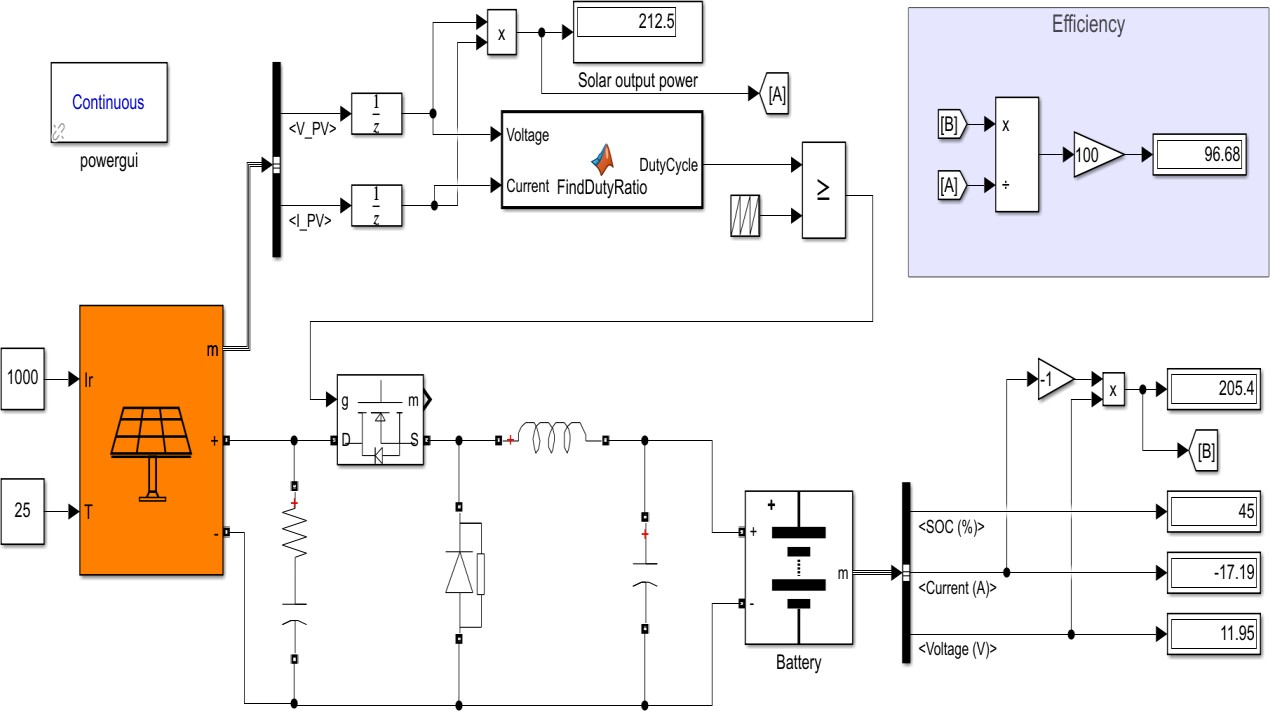 x
212.5
Solar output power
[A]
Efficiency
Continuous
powergui
<V_PV>
1
z
Voltage
Current
DutyCycle
FindDutyRatio
≥
<I_PV>
1
z
[B]
[A]
x
÷
100
96.68
1000
25
Ir
T
m
+
-
g
m
D
S
+
+
+
+
+
-
m
Battery
-1
x
205.4
[B]
<SOC (%)>
45
<Current (A)>
-17.19
<Voltage (V)>
11.95